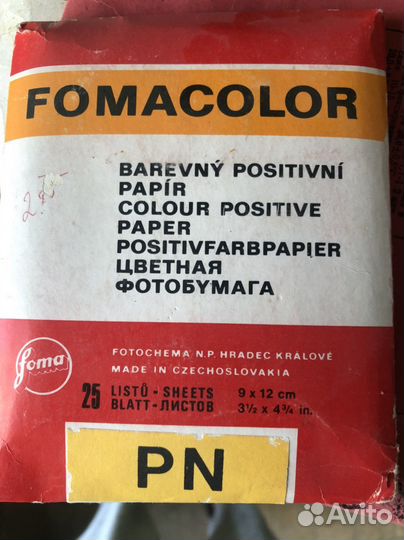 FOMACOLOR
BAREVNÝ POSITIVNÍ
PAPÍR
COLOUR POSITIVE
PAPER
POSITIVFARBPAPIER
ЦВЕТНАЯ
ФОТОБУМАГА
foma
FOTOCHEMA N.P. HRADEC KRÁLOVÉ
MADE IN CZECHOSLOVAKIA
25 LISTŮ - SHEETS 9 x 12 cm
BLATT - ЛИСТОВ 3½ x 4¾ in.
PN
Avito